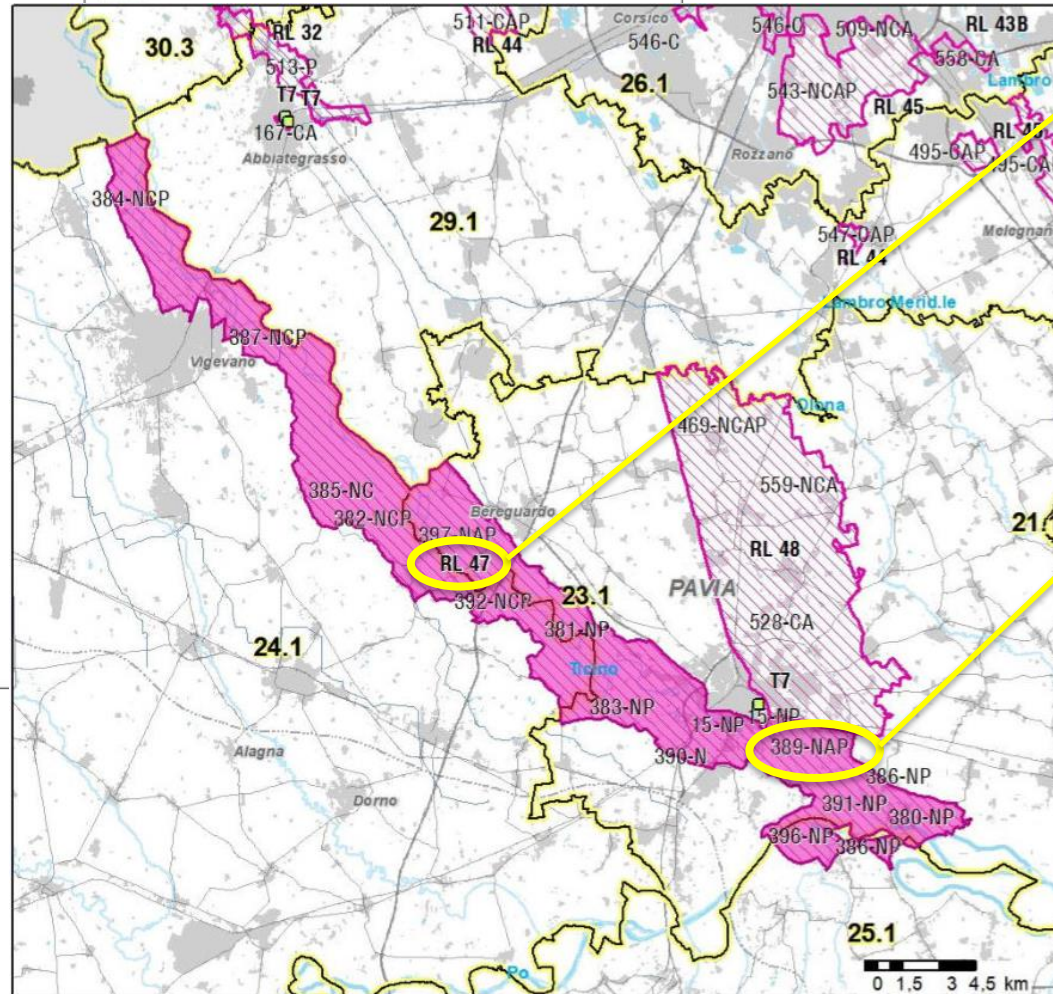 30.3
RL 32
513-P
T7 T7
167-CA
Abbiategrasso
511-CAP
RL 44
Corsico
546-C
546-C
509-NCA
RL 43B
558-CA
Lambro
26.1
543-NCAP
RL 45
495-CAP
Rozzano
384-NCP
29.1
547-CAP
RL 44
Melegnano
Lambro Merid.le
387-NCP
Vigevano
Olona
469-NCAP
559-NCA
385-NC
382-NCP
397-NAP
Bereguardo
RL 47
392-NCP
RL 48
21.
23.1
PAVIA
381-NP
528-CA
24.1
Ticino
T7
383-NP
15-NP
15-NP
390-N
389-NAP
386-NP
Alagna
Dorno
391-NP
380-NP
396-NP
386-NP
25.1
Po
0 1,5 3 4,5 km